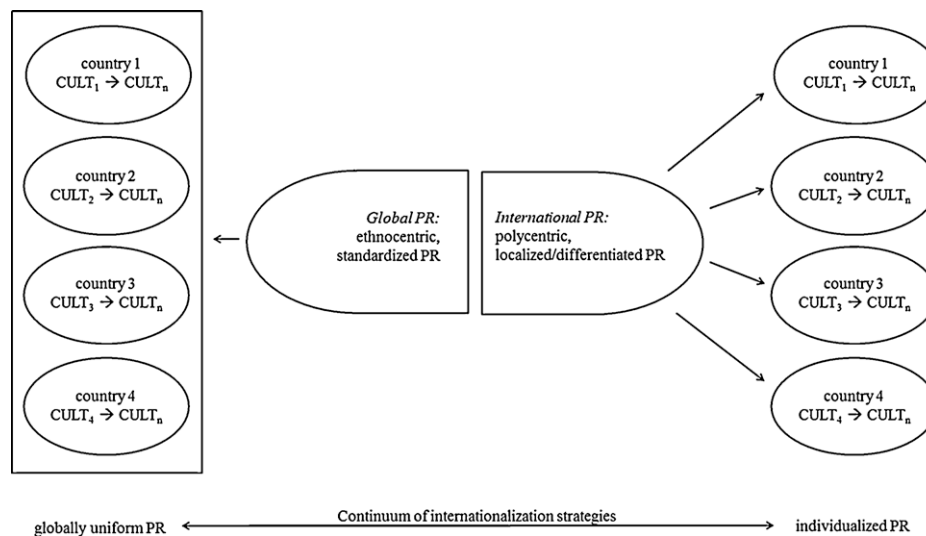 country 1
CULT₁ → CULTₙ
country 2
CULT₂ → CULTₙ
country 3
CULT₃ → CULTₙ
country 4
CULT₄ → CULTₙ
Global PR:
ethnocentric,
standardized PR
International PR:
polycentric,
localized/differentiated PR
country 1
CULT₁ → CULTₙ
country 2
CULT₂ → CULTₙ
country 3
CULT₃ → CULTₙ
country 4
CULT₄ → CULTₙ
globally uniform PR
Continuum of internationalization strategies
individualized PR